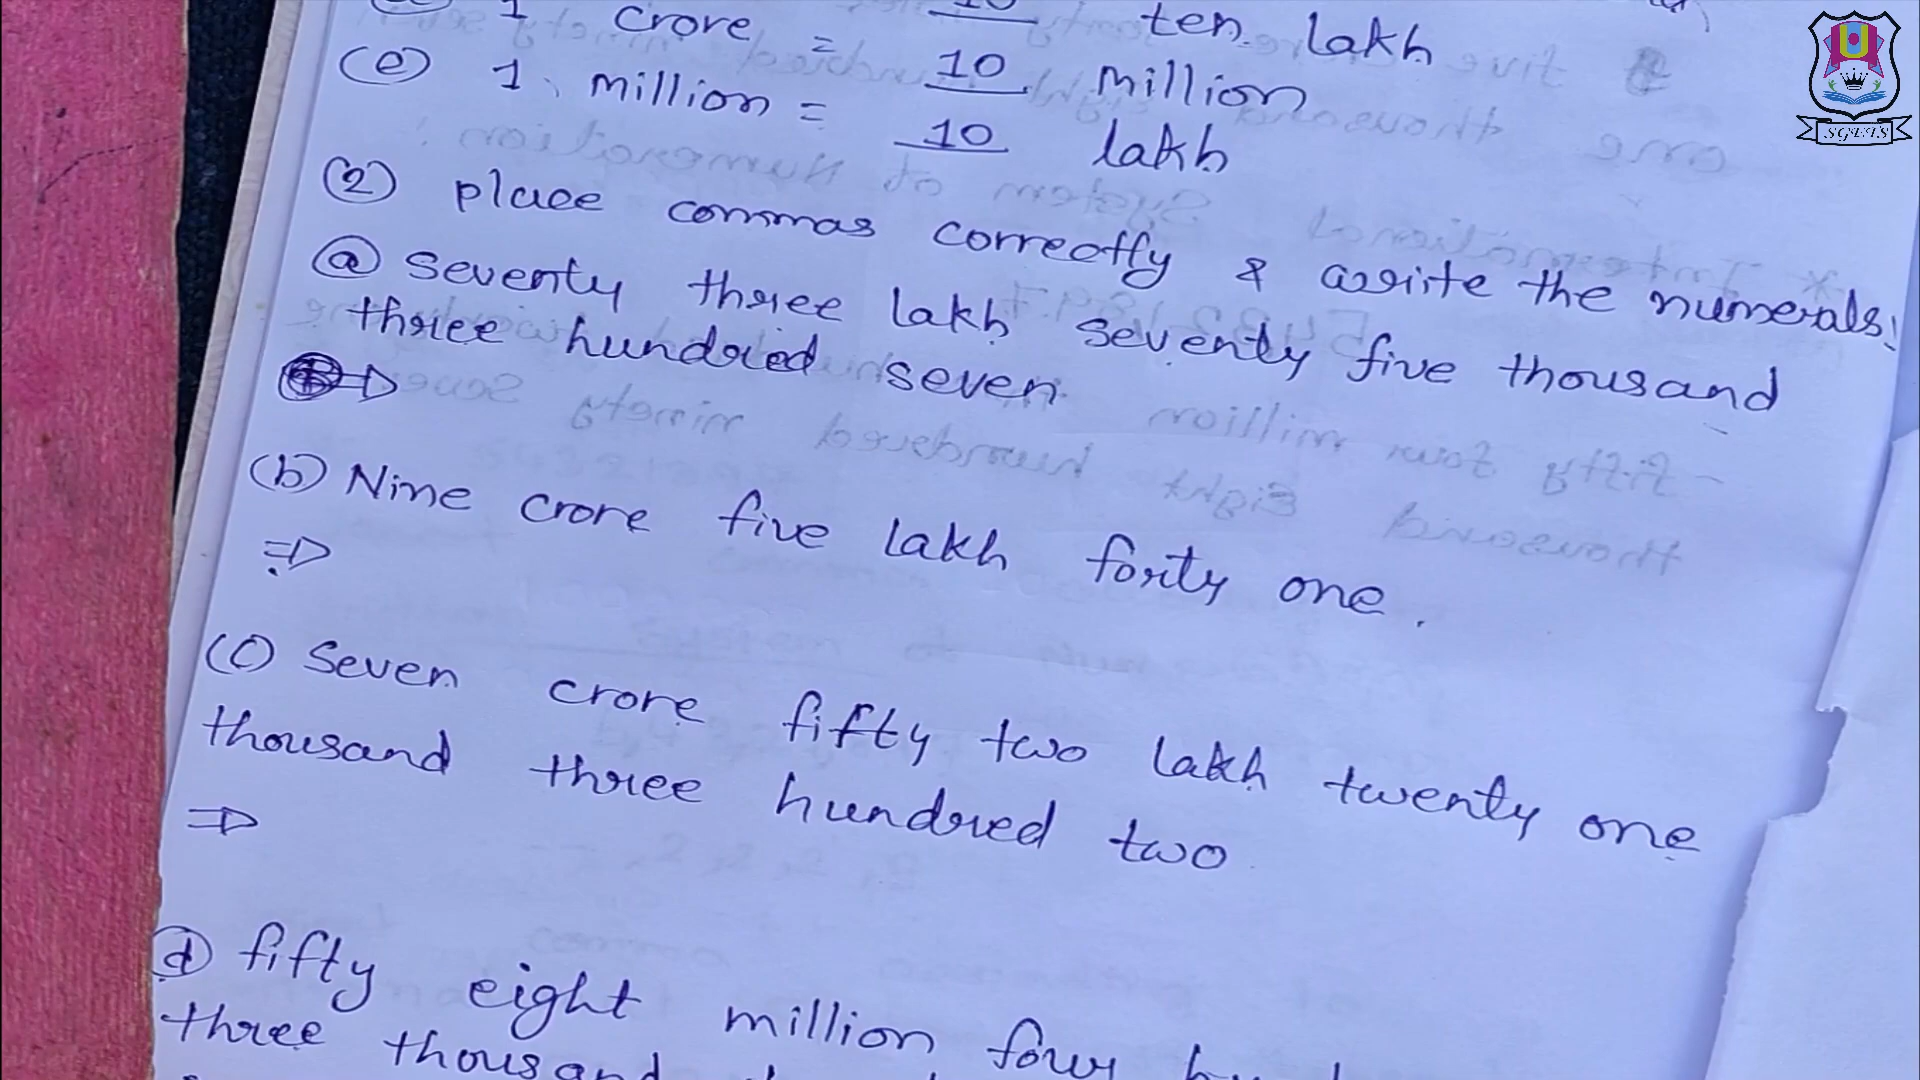 1 crore = 10 ten lakh
10 million
(e) 1 million = 10 lakh
(2) place commas correctly & write the numerals:
(a) seventy three lakh seventy five thousand
three hundred seven
(b) Nine crore five lakh forty one.
(c) Seven crore fifty two lakh twenty one
thousand three hundred two
(d) fifty eight million four
three thousand
SGVIS